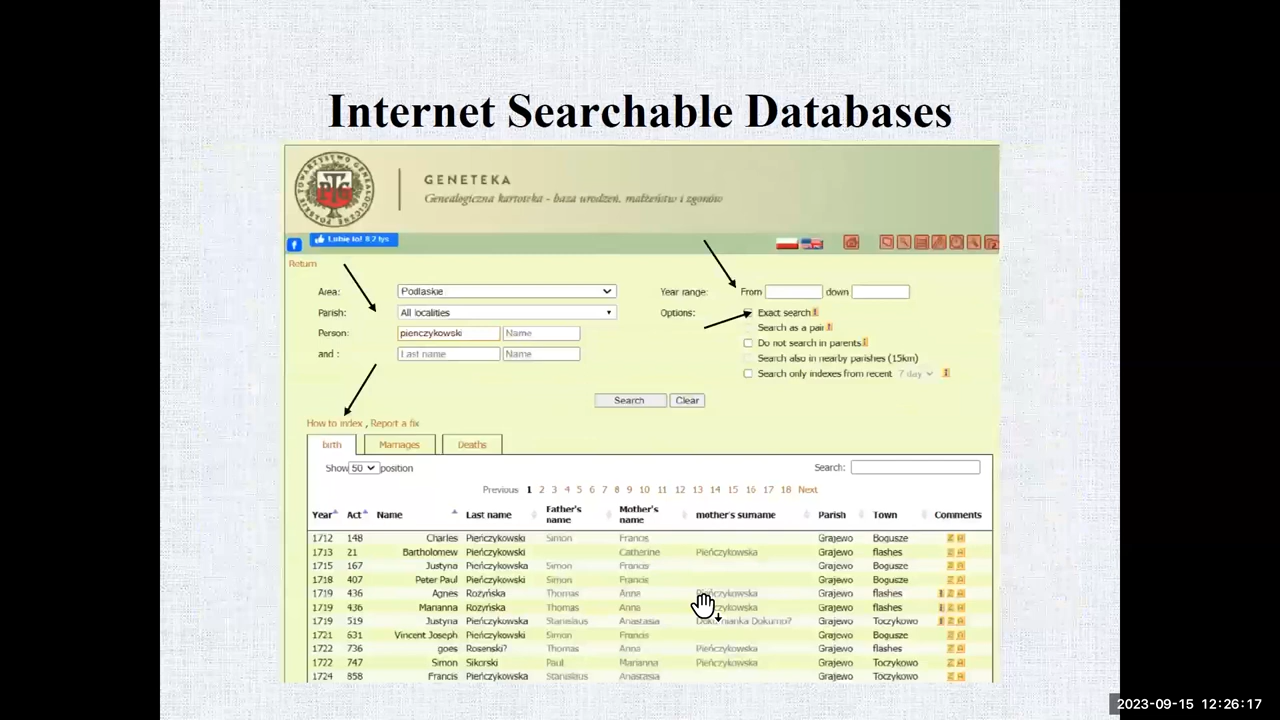 Internet Searchable Databases
GENETEKA
Genealogiczna kartoteka - baza urodzeń, małżeństw i zgonów
Lubię to! 8.2 tys.
Return
Area: Podlaskie Year range: From down
Parish: All localities Options: Exact search
Search as a pair
Person: pienczykowski Name
Do not search in parents
and : Last name Name
Search also in nearby parishes (15km)
Search only indexes from recent 7 day
Search Clear
How to index , Report a fix
birth Marriages Deaths
Show 50 position Search:
Previous 1 2 3 4 5 6 7 8 9 10 11 12 13 14 15 16 17 18 Next
Year Act Name Last name Father's name Mother's name mother's surname Parish Town Comments
1712 148 Charles Pieńczykowski Simon Francis Grajewo Bogusze Z A
1713 21 Bartholomew Pieńczykowski Catherine Pieńczykowska Grajewo flashes Z A
1715 167 Justyna Pieńczykowska Simon Francis Grajewo Bogusze Z A
1718 407 Peter Paul Pieńczykowski Simon Francis Grajewo Bogusze Z A
1719 436 Agnes Rożyńska Thomas Anna Grajewo flashes i Z A
1719 436 Marianna Rożyńska Thomas Anna Grajewo flashes i Z A
1719 519 Justyna Pieńczykowska Stanislaus Anastasia Dokumo? Grajewo Toczykowo i Z A
1721 631 Vincent Joseph Pieńczykowski Simon Francis Grajewo Bogusze Z A
1722 736 goes Rosenski? Thomas Anna Pieńczykowska Grajewo flashes Z A
1722 747 Simon Sikorski Paul Marianna Pieńczykowska Grajewo Toczykowo Z A
1724 858 Francis Pieńczykowska Stanislaus Anastasia Grajewo Toczykowo Z A
2023-09-15 12:26:17